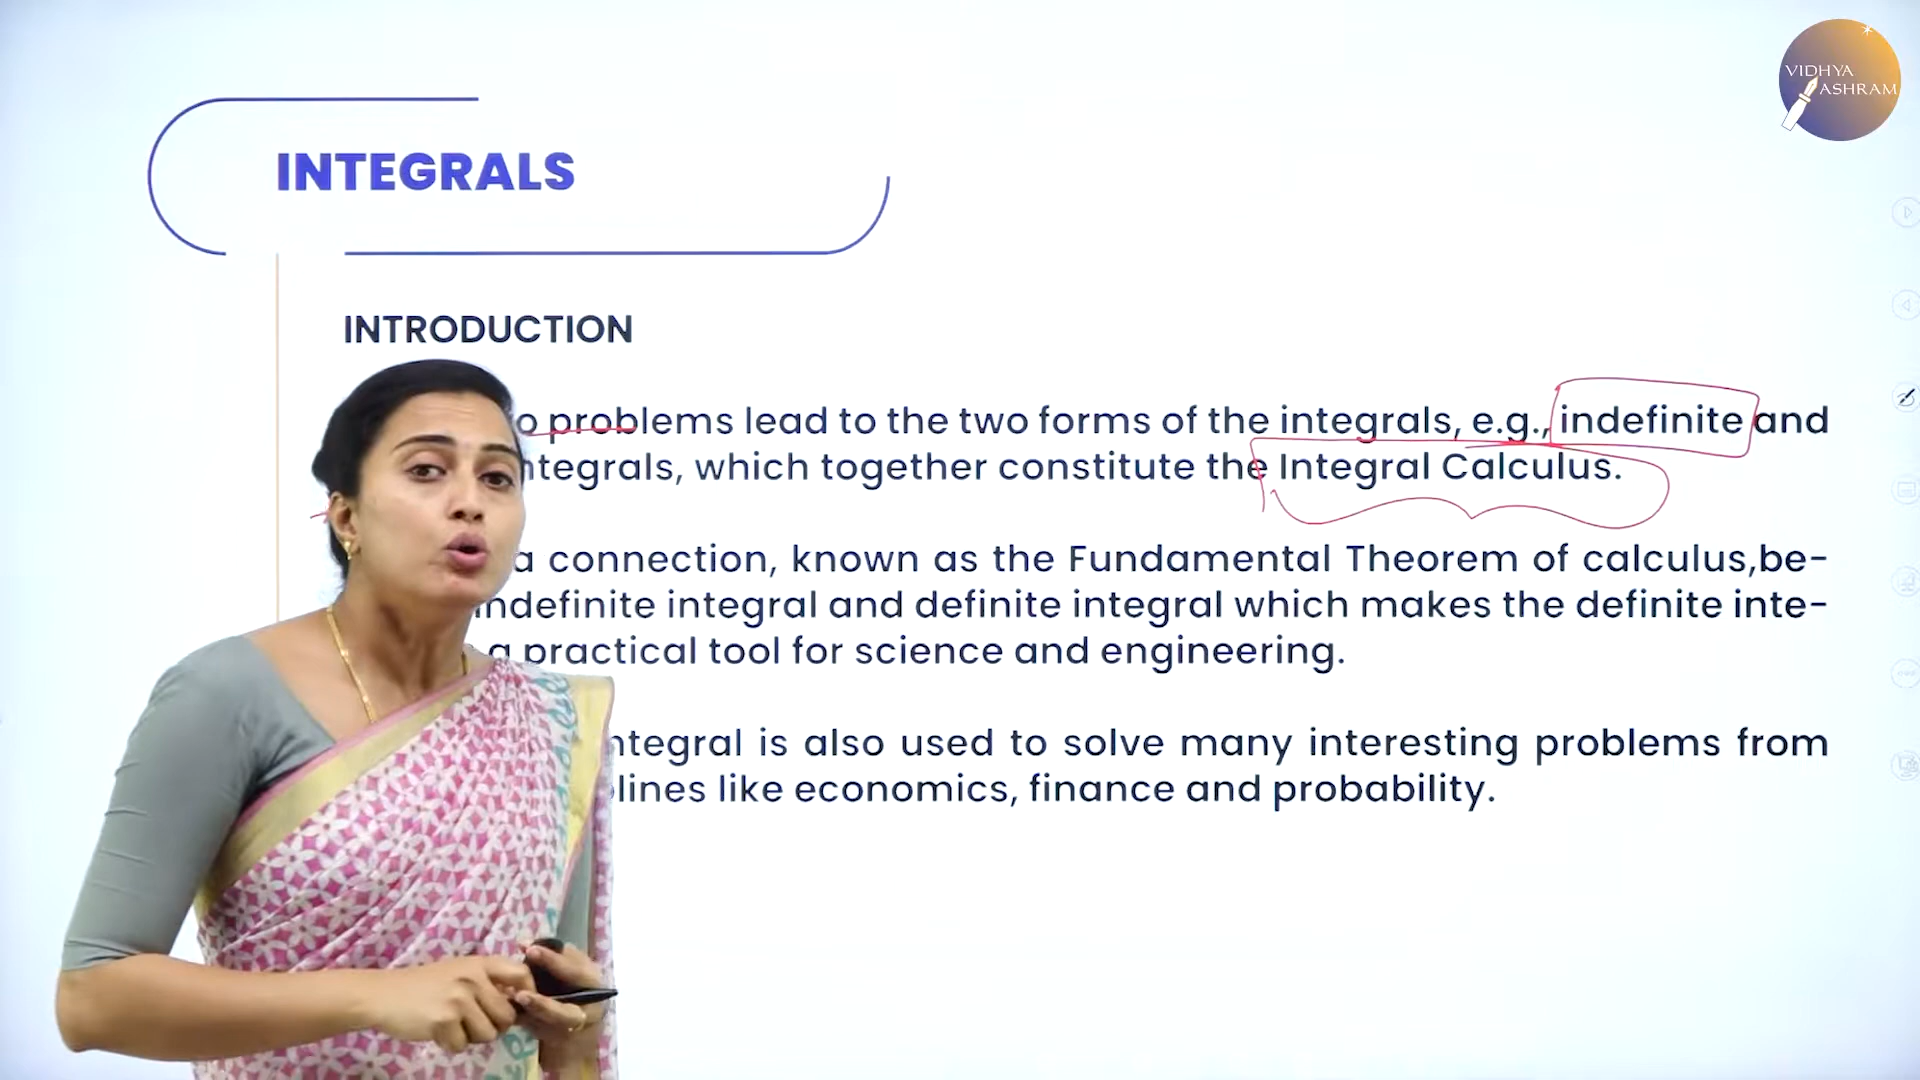 VIDHYA
ASHRAM
INTEGRALS
INTRODUCTION
problems lead to the two forms of the integrals, e.g., indefinite and
ntegrals, which together constitute the Integral Calculus.
a connection, known as the Fundamental Theorem of calculus,be-
indefinite integral and definite integral which makes the definite inte-
a practical tool for science and engineering.
ntegral is also used to solve many interesting problems from
lines like economics, finance and probability.